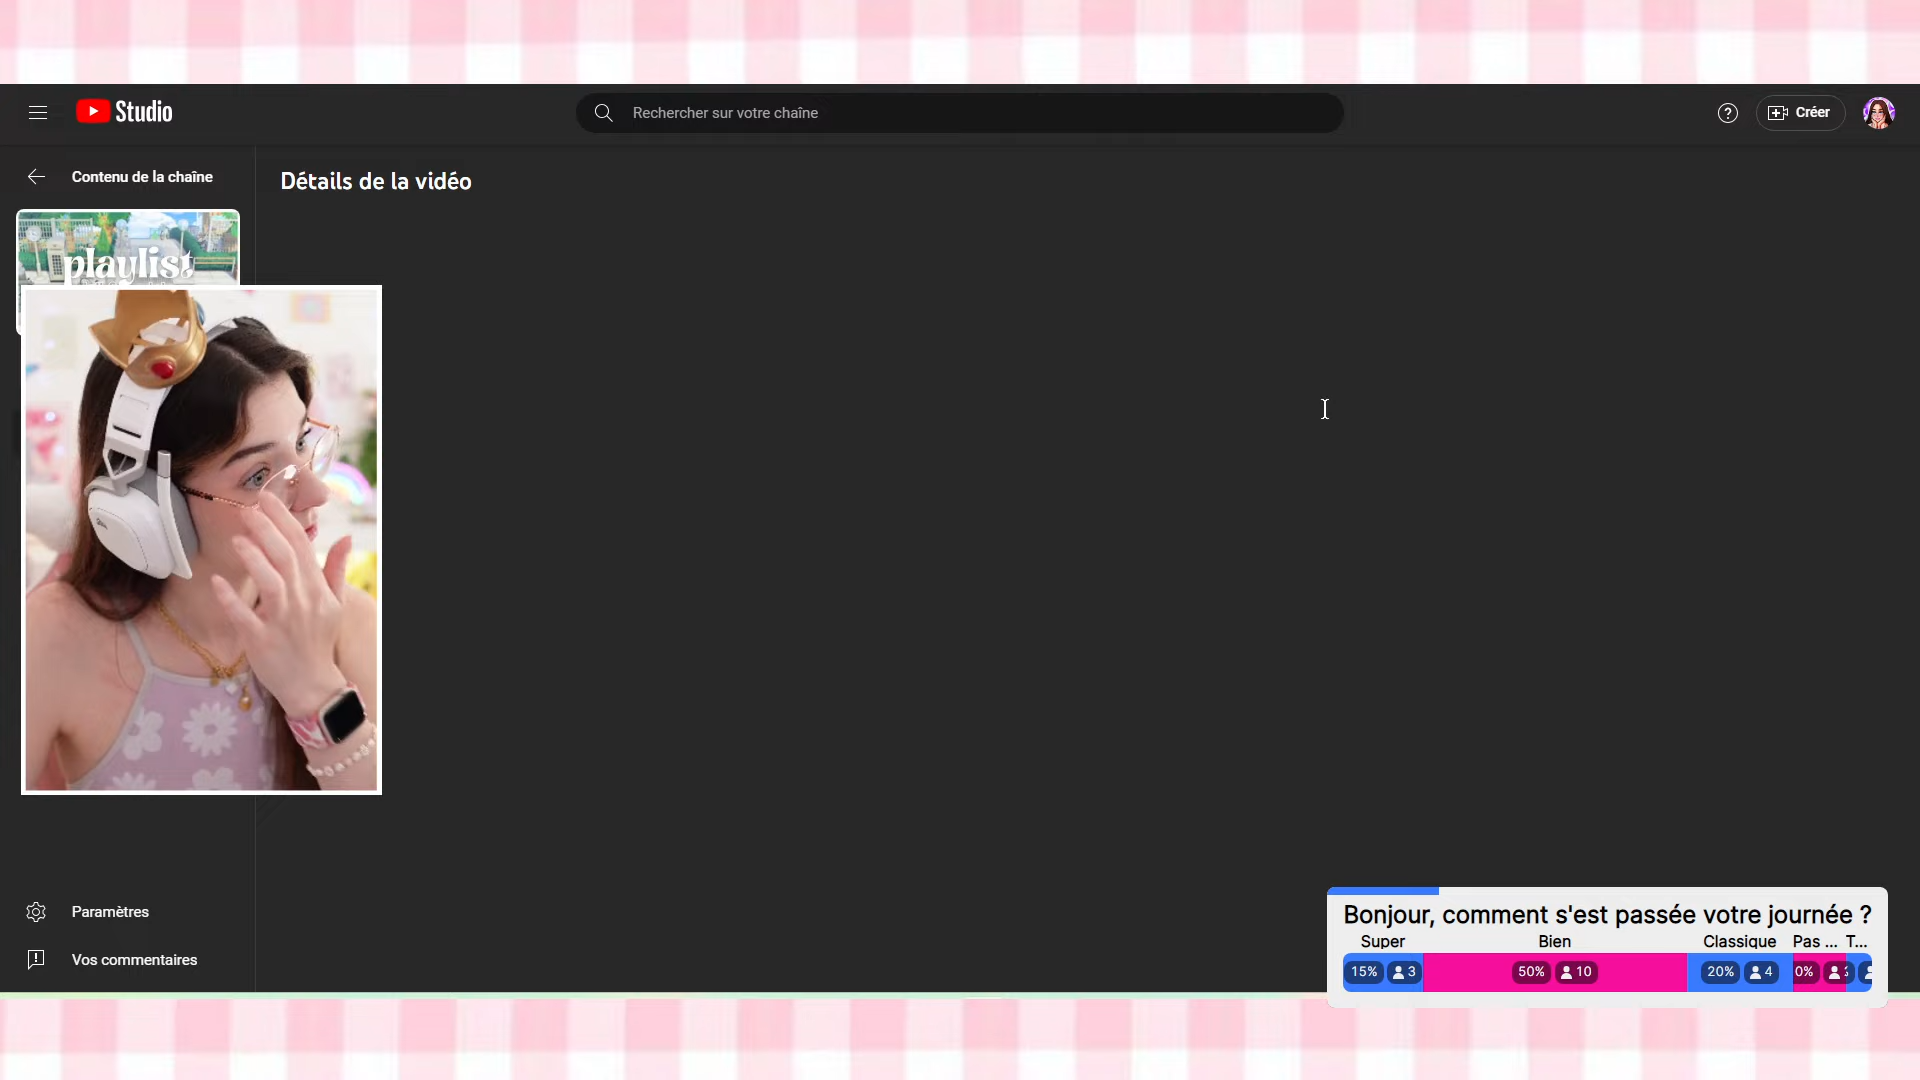 Studio
Rechercher sur votre chaîne
Créer
Contenu de la chaîne
Détails de la vidéo
playlist
Paramètres
Vos commentaires
Bonjour, comment s'est passée votre journée ?
Super Bien Classique Pas ... T...
15% 3 50% 10 20% 4 0%